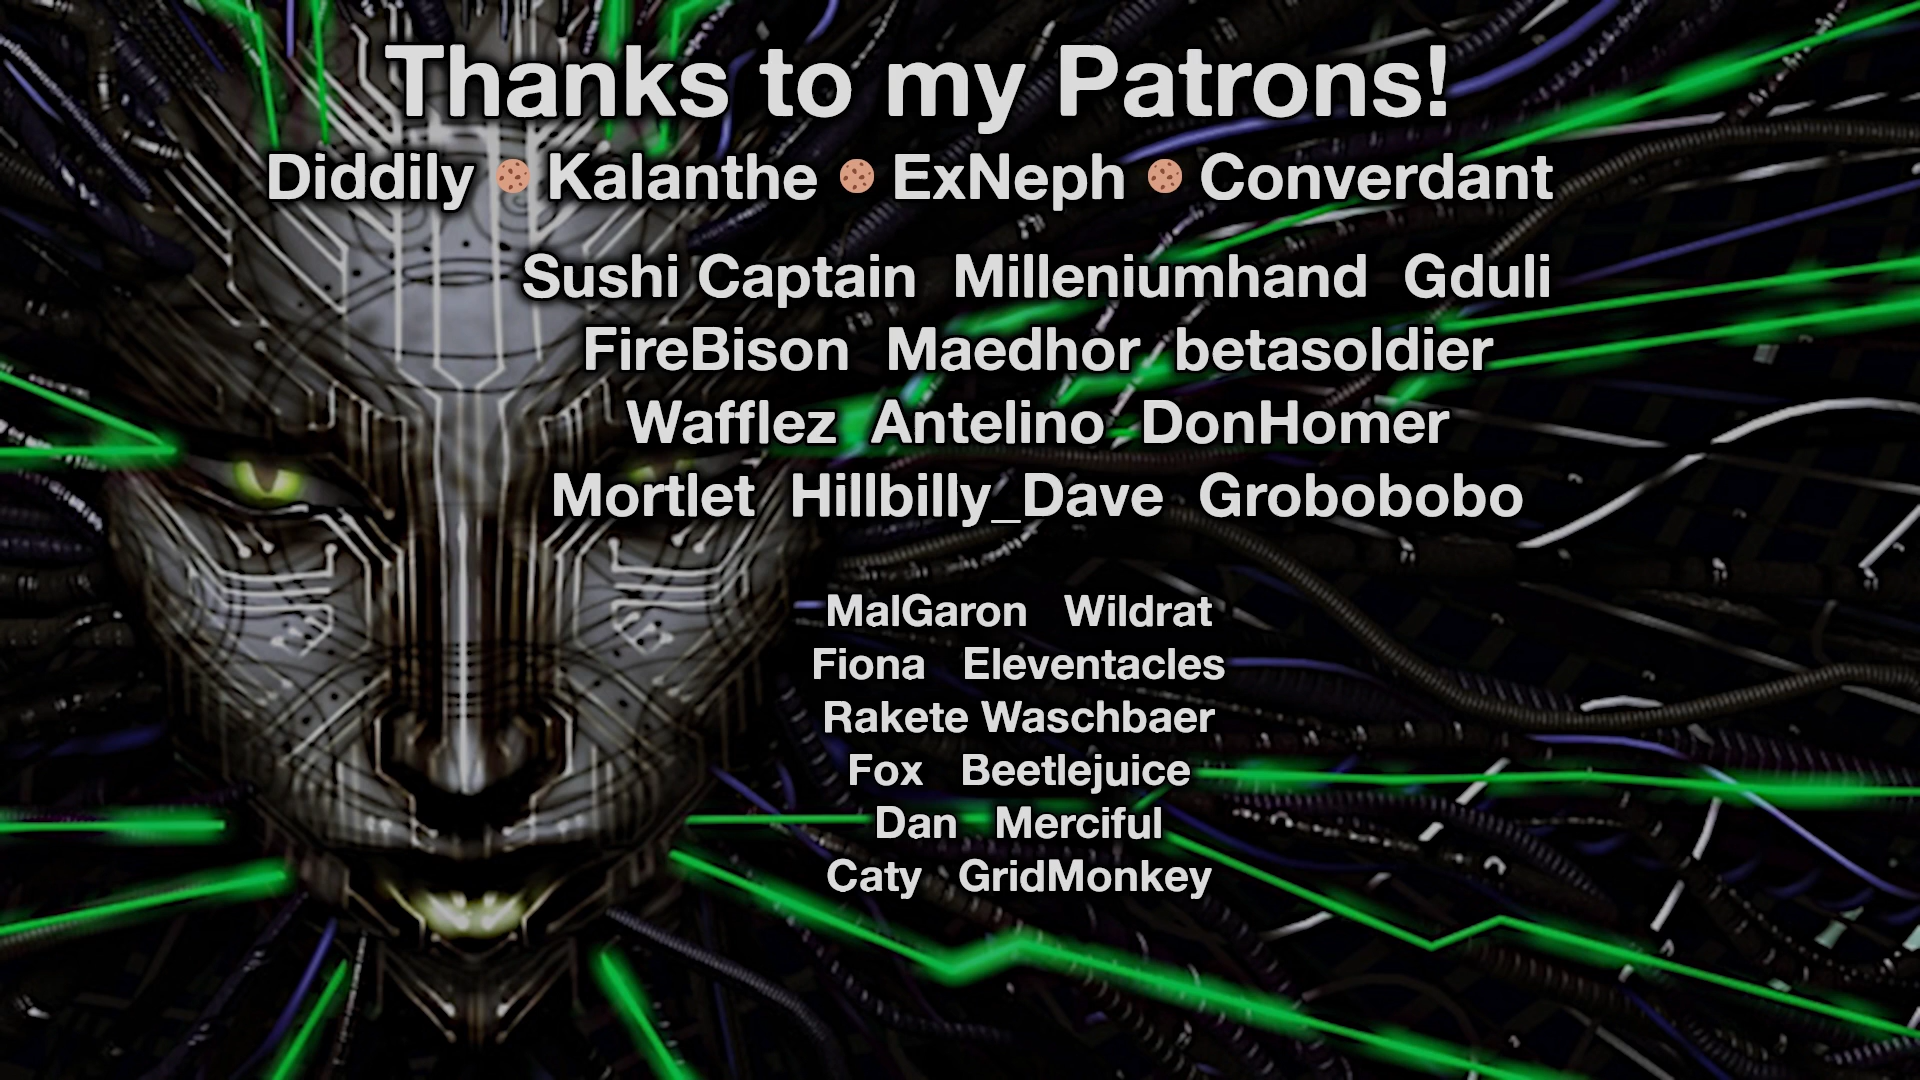 Thanks to my Patrons!
Diddily 🍪 Kalanthe 🍪 ExNeph 🍪 Converdant
Sushi Captain Milleniumhand Gduli
FireBison Maedhor betasoldier
Wafflez Antelino DonHomer
Mortlet Hillbilly_Dave Grobobobo
MalGaron Wildrat
Fiona Eleventacles
Rakete Waschbaer
Fox Beetlejuice
Dan Merciful
Caty GridMonkey